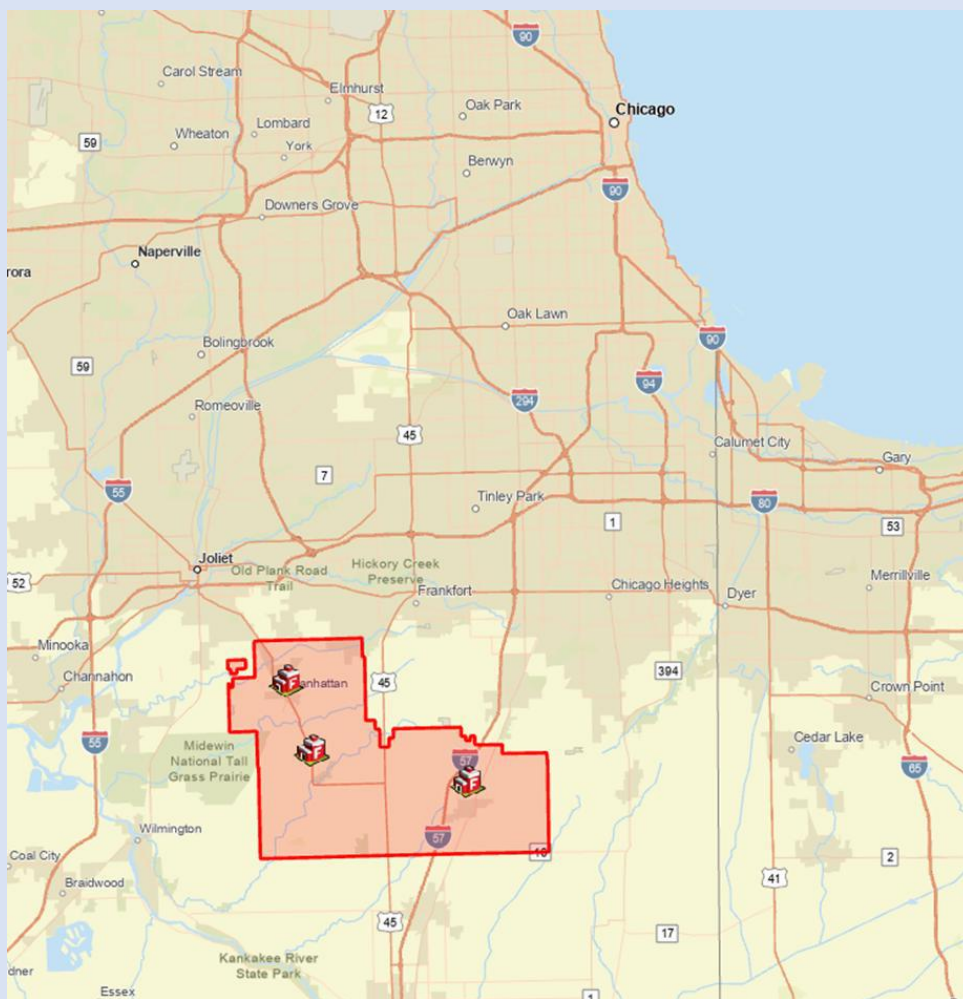 90
Carol Stream
Elmhurst
12
Oak Park
Chicago
59
Lombard
Wheaton
York
Berwyn
90
Downers Grove
Naperville
rora
Oak Lawn
90
Bolingbrook
59
94
294
Romeoville
45
Calumet City
Gary
7
55
Tinley Park
80
1
53
Joliet
Old Plank Road
Trail
Hickory Creek
Preserve
52
Frankfort
Chicago Heights
Dyer
Merrillville
Minooka
Channahon
anhattan
45
394
Crown Point
55
Midewin
National Tall
Grass Prairie
F
F
57
F
Cedar Lake
65
Wilmington
57
Coal City
2
Braidwood
41
45
17
Kankakee River
State Park
dner
Essex
1